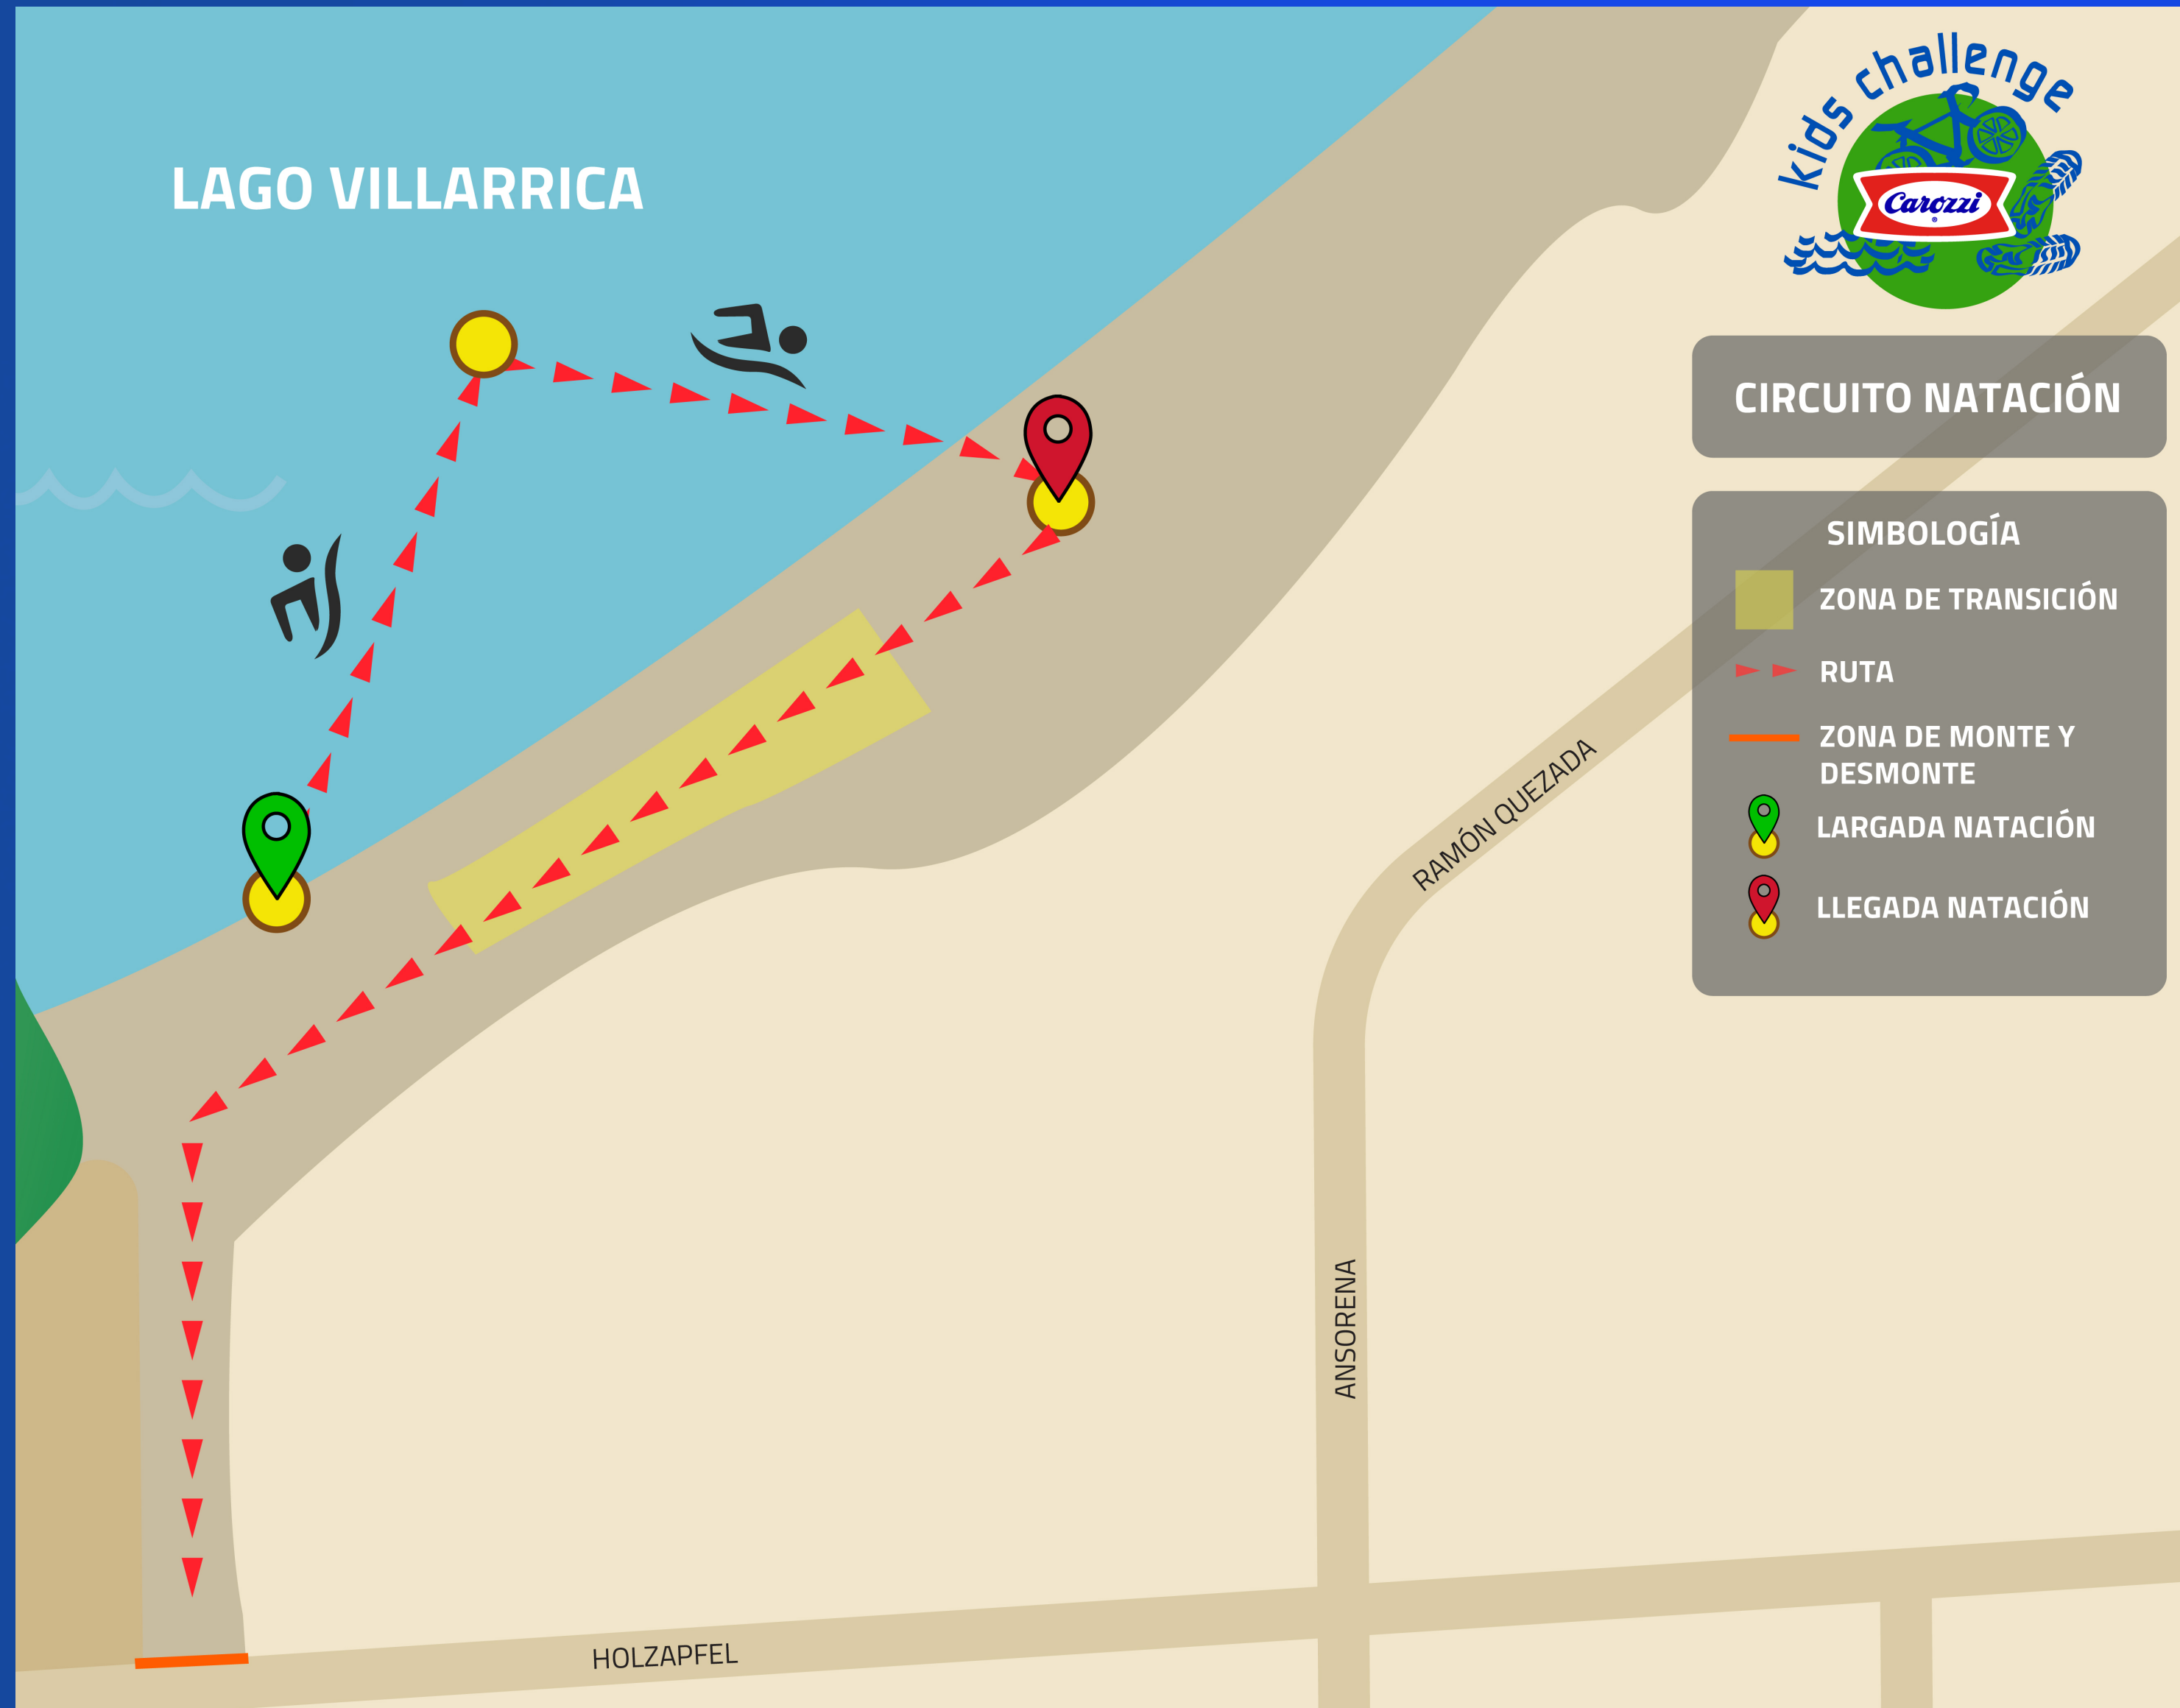 kids challenge
Carozzi
®
LAGO VILLARRICA
CIRCUITO NATACIÓN
SIMBOLOGÍA
ZONA DE TRANSICIÓN
RUTA
ZONA DE MONTE Y
DESMONTE
LARGADA NATACIÓN
LLEGADA NATACIÓN
RAMÓN QUEZADA
ANSORENA
HOLZAPFEL